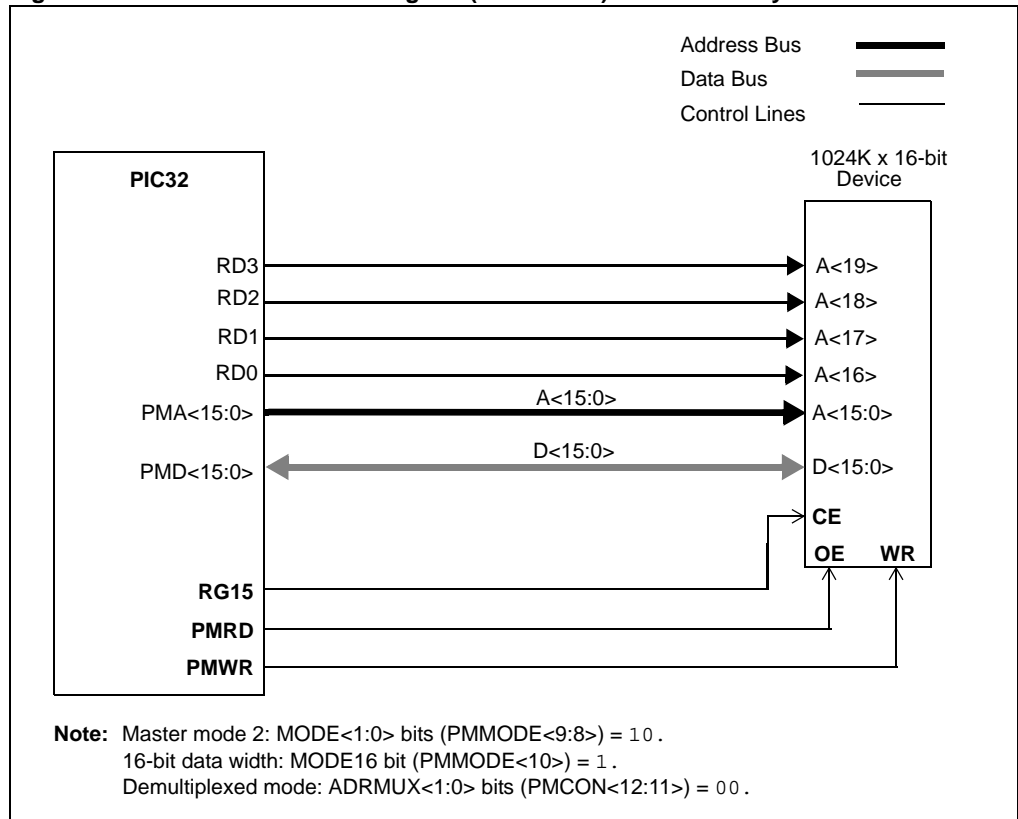 Address Bus
Data Bus
Control Lines
1024K x 16-bit
Device
PIC32
RD3
A<19>
RD2
A<18>
RD1
A<17>
RD0
A<16>
PMA<15:0>
A<15:0>
A<15:0>
PMD<15:0>
D<15:0>
D<15:0>
CE
OE WR
RG15
PMRD
PMWR
Note: Master mode 2: MODE<1:0> bits (PMMODE<9:8>) = 10.
16-bit data width: MODE16 bit (PMMODE<10>) = 1.
Demultiplexed mode: ADRMUX<1:0> bits (PMCON<12:11>) = 00.